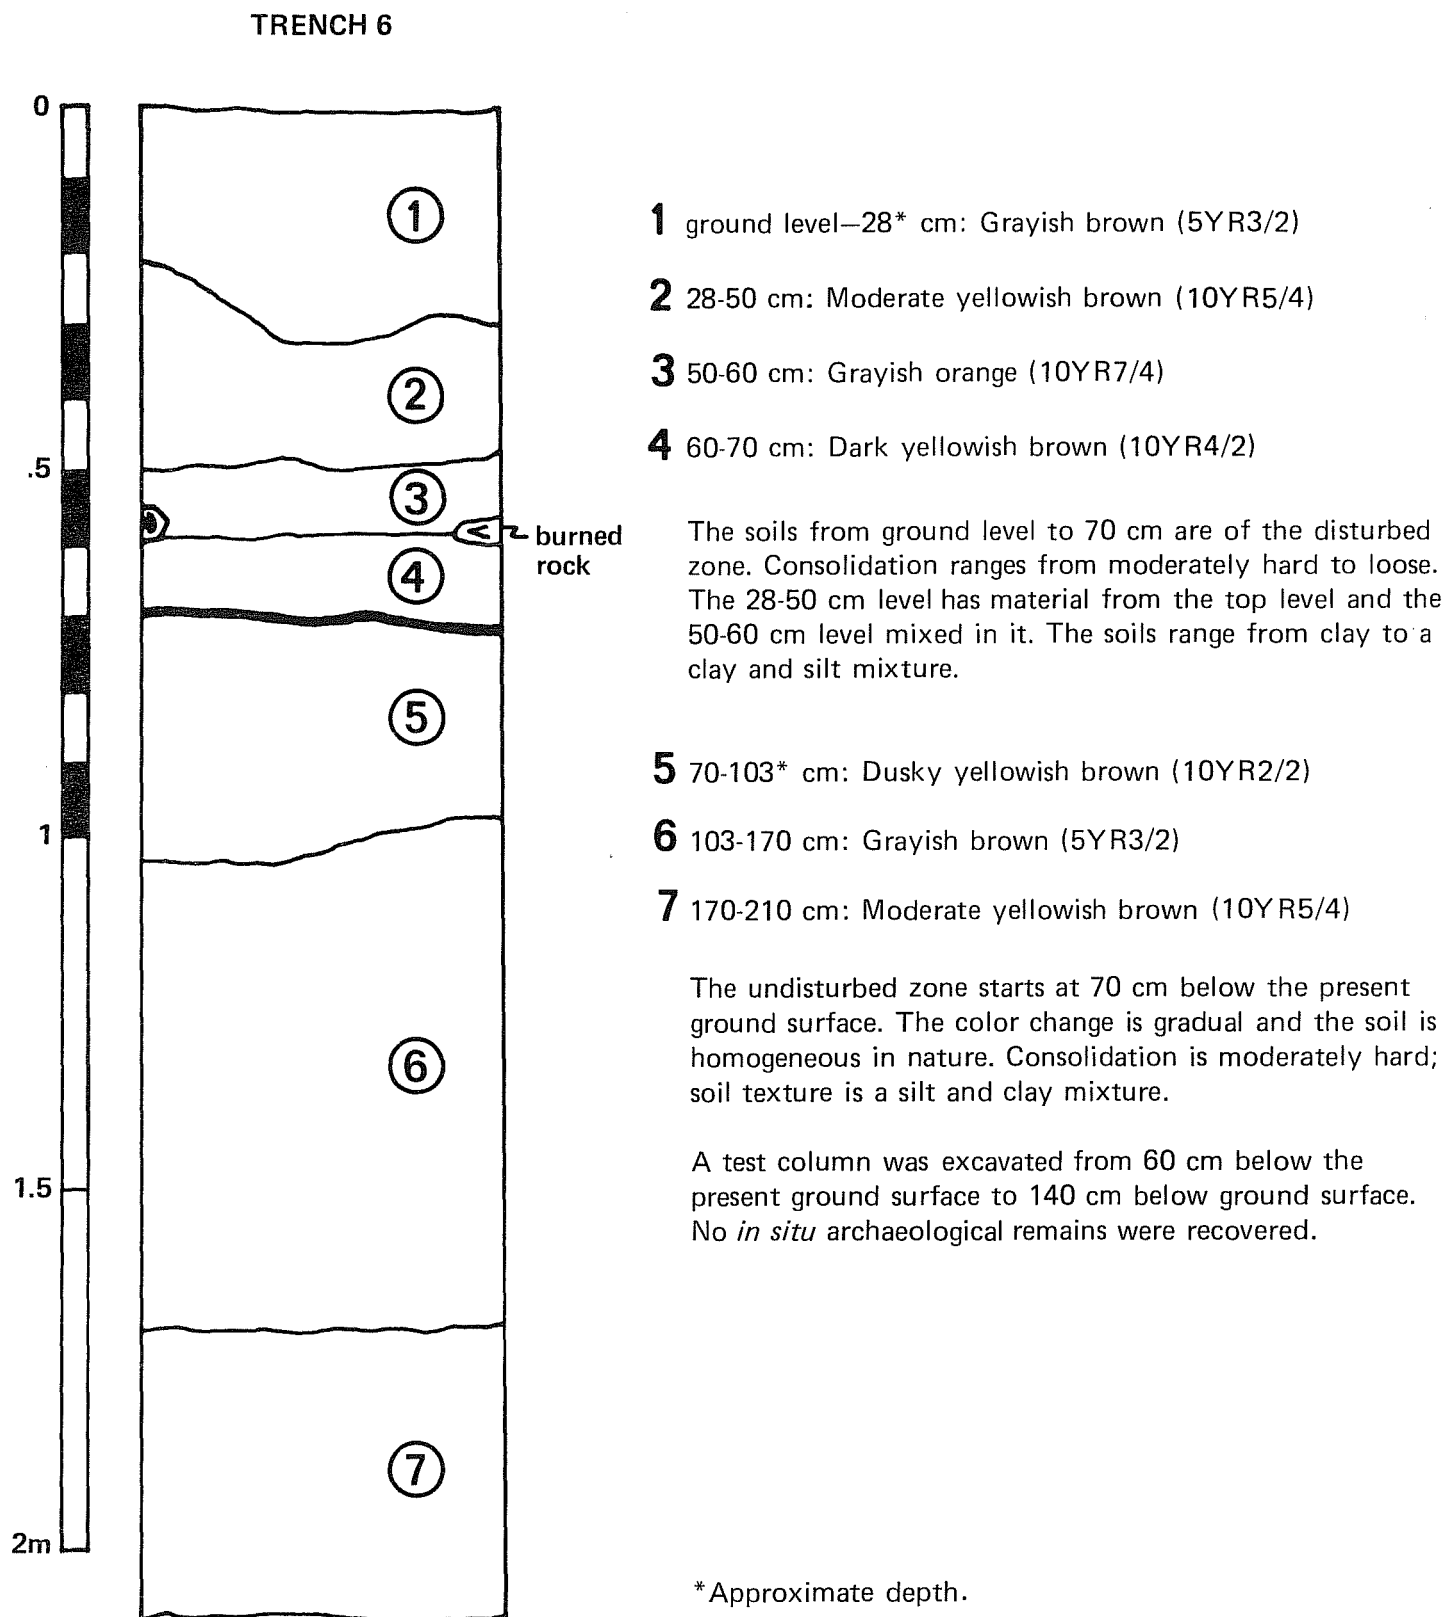 TRENCH 6
0
.5
1
1.5
2m
1
2
3
4
5
6
7
burned
rock
1 ground level—28* cm: Grayish brown (5YR3/2)
2 28-50 cm: Moderate yellowish brown (10YR5/4)
3 50-60 cm: Grayish orange (10YR7/4)
4 60-70 cm: Dark yellowish brown (10YR4/2)
The soils from ground level to 70 cm are of the disturbed
zone. Consolidation ranges from moderately hard to loose.
The 28-50 cm level has material from the top level and the
50-60 cm level mixed in it. The soils range from clay to a
clay and silt mixture.
5 70-103* cm: Dusky yellowish brown (10YR2/2)
6 103-170 cm: Grayish brown (5YR3/2)
7 170-210 cm: Moderate yellowish brown (10YR5/4)
The undisturbed zone starts at 70 cm below the present
ground surface. The color change is gradual and the soil is
homogeneous in nature. Consolidation is moderately hard;
soil texture is a silt and clay mixture.
A test column was excavated from 60 cm below the
present ground surface to 140 cm below ground surface.
No in situ archaeological remains were recovered.
*Approximate depth.